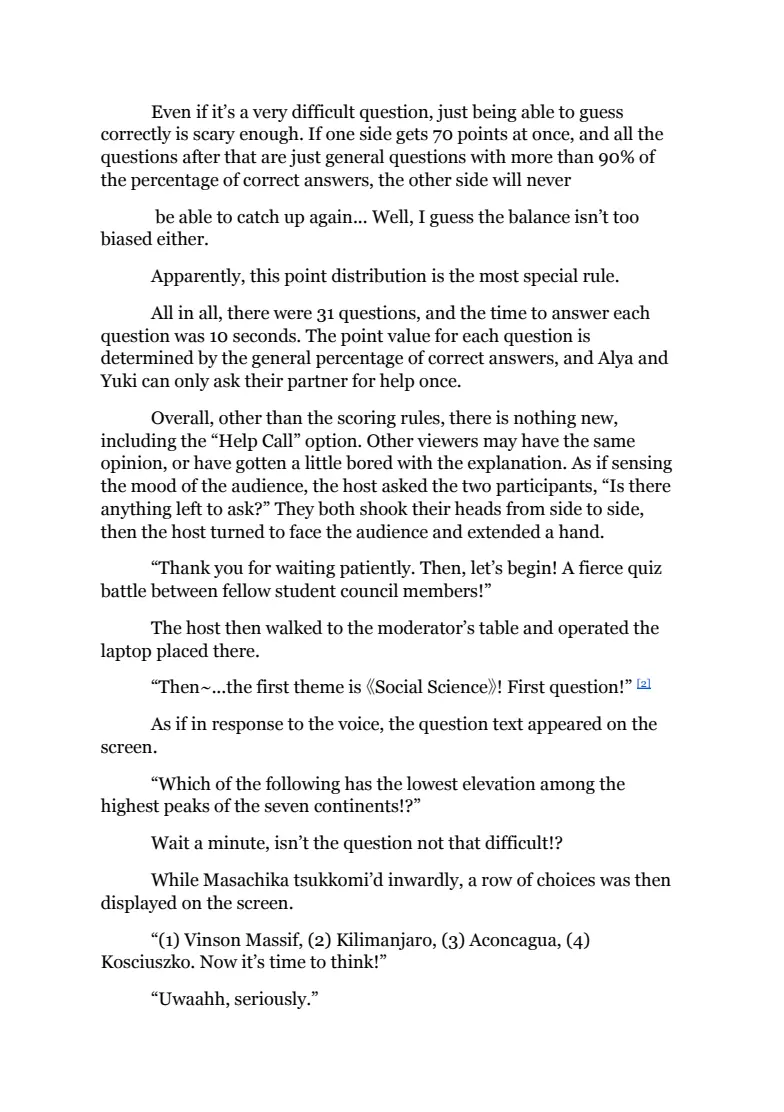 Even if it’s a very difficult question, just being able to guess
correctly is scary enough. If one side gets 70 points at once, and all the
questions after that are just general questions with more than 90% of
the percentage of correct answers, the other side will never
be able to catch up again... Well, I guess the balance isn’t too
biased either.
Apparently, this point distribution is the most special rule.
All in all, there were 31 questions, and the time to answer each
question was 10 seconds. The point value for each question is
determined by the general percentage of correct answers, and Alya and
Yuki can only ask their partner for help once.
Overall, other than the scoring rules, there is nothing new,
including the “Help Call” option. Other viewers may have the same
opinion, or have gotten a little bored with the explanation. As if sensing
the mood of the audience, the host asked the two participants, “Is there
anything left to ask?” They both shook their heads from side to side,
then the host turned to face the audience and extended a hand.
“Thank you for waiting patiently. Then, let’s begin! A fierce quiz
battle between fellow student council members!”
The host then walked to the moderator’s table and operated the
laptop placed there.
“Then~...the first theme is 《Social Science》! First question!” [2]
As if in response to the voice, the question text appeared on the
screen.
“Which of the following has the lowest elevation among the
highest peaks of the seven continents!?”
Wait a minute, isn’t the question not that difficult!?
While Masachika tsukkomi’d inwardly, a row of choices was then
displayed on the screen.
“(1) Vinson Massif, (2) Kilimanjaro, (3) Aconcagua, (4)
Kosciuszko. Now it’s time to think!”
“Uwaahh, seriously.”